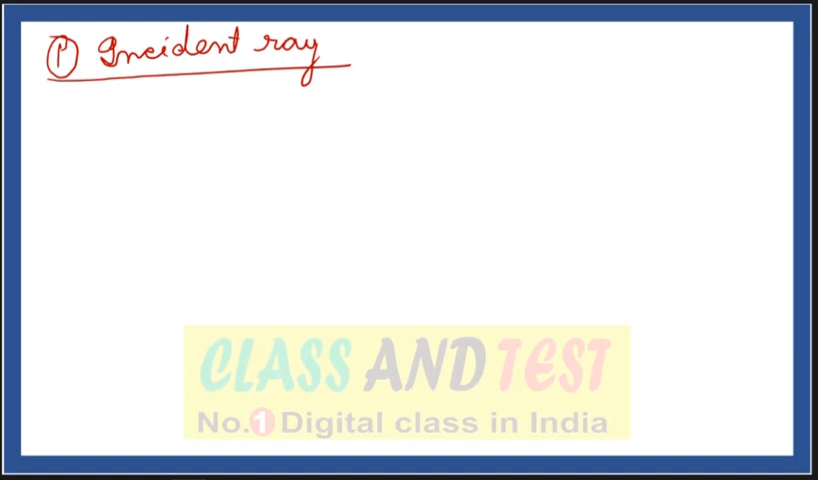 ① Incident ray
CLASS AND TEST
No.1 Digital class in India